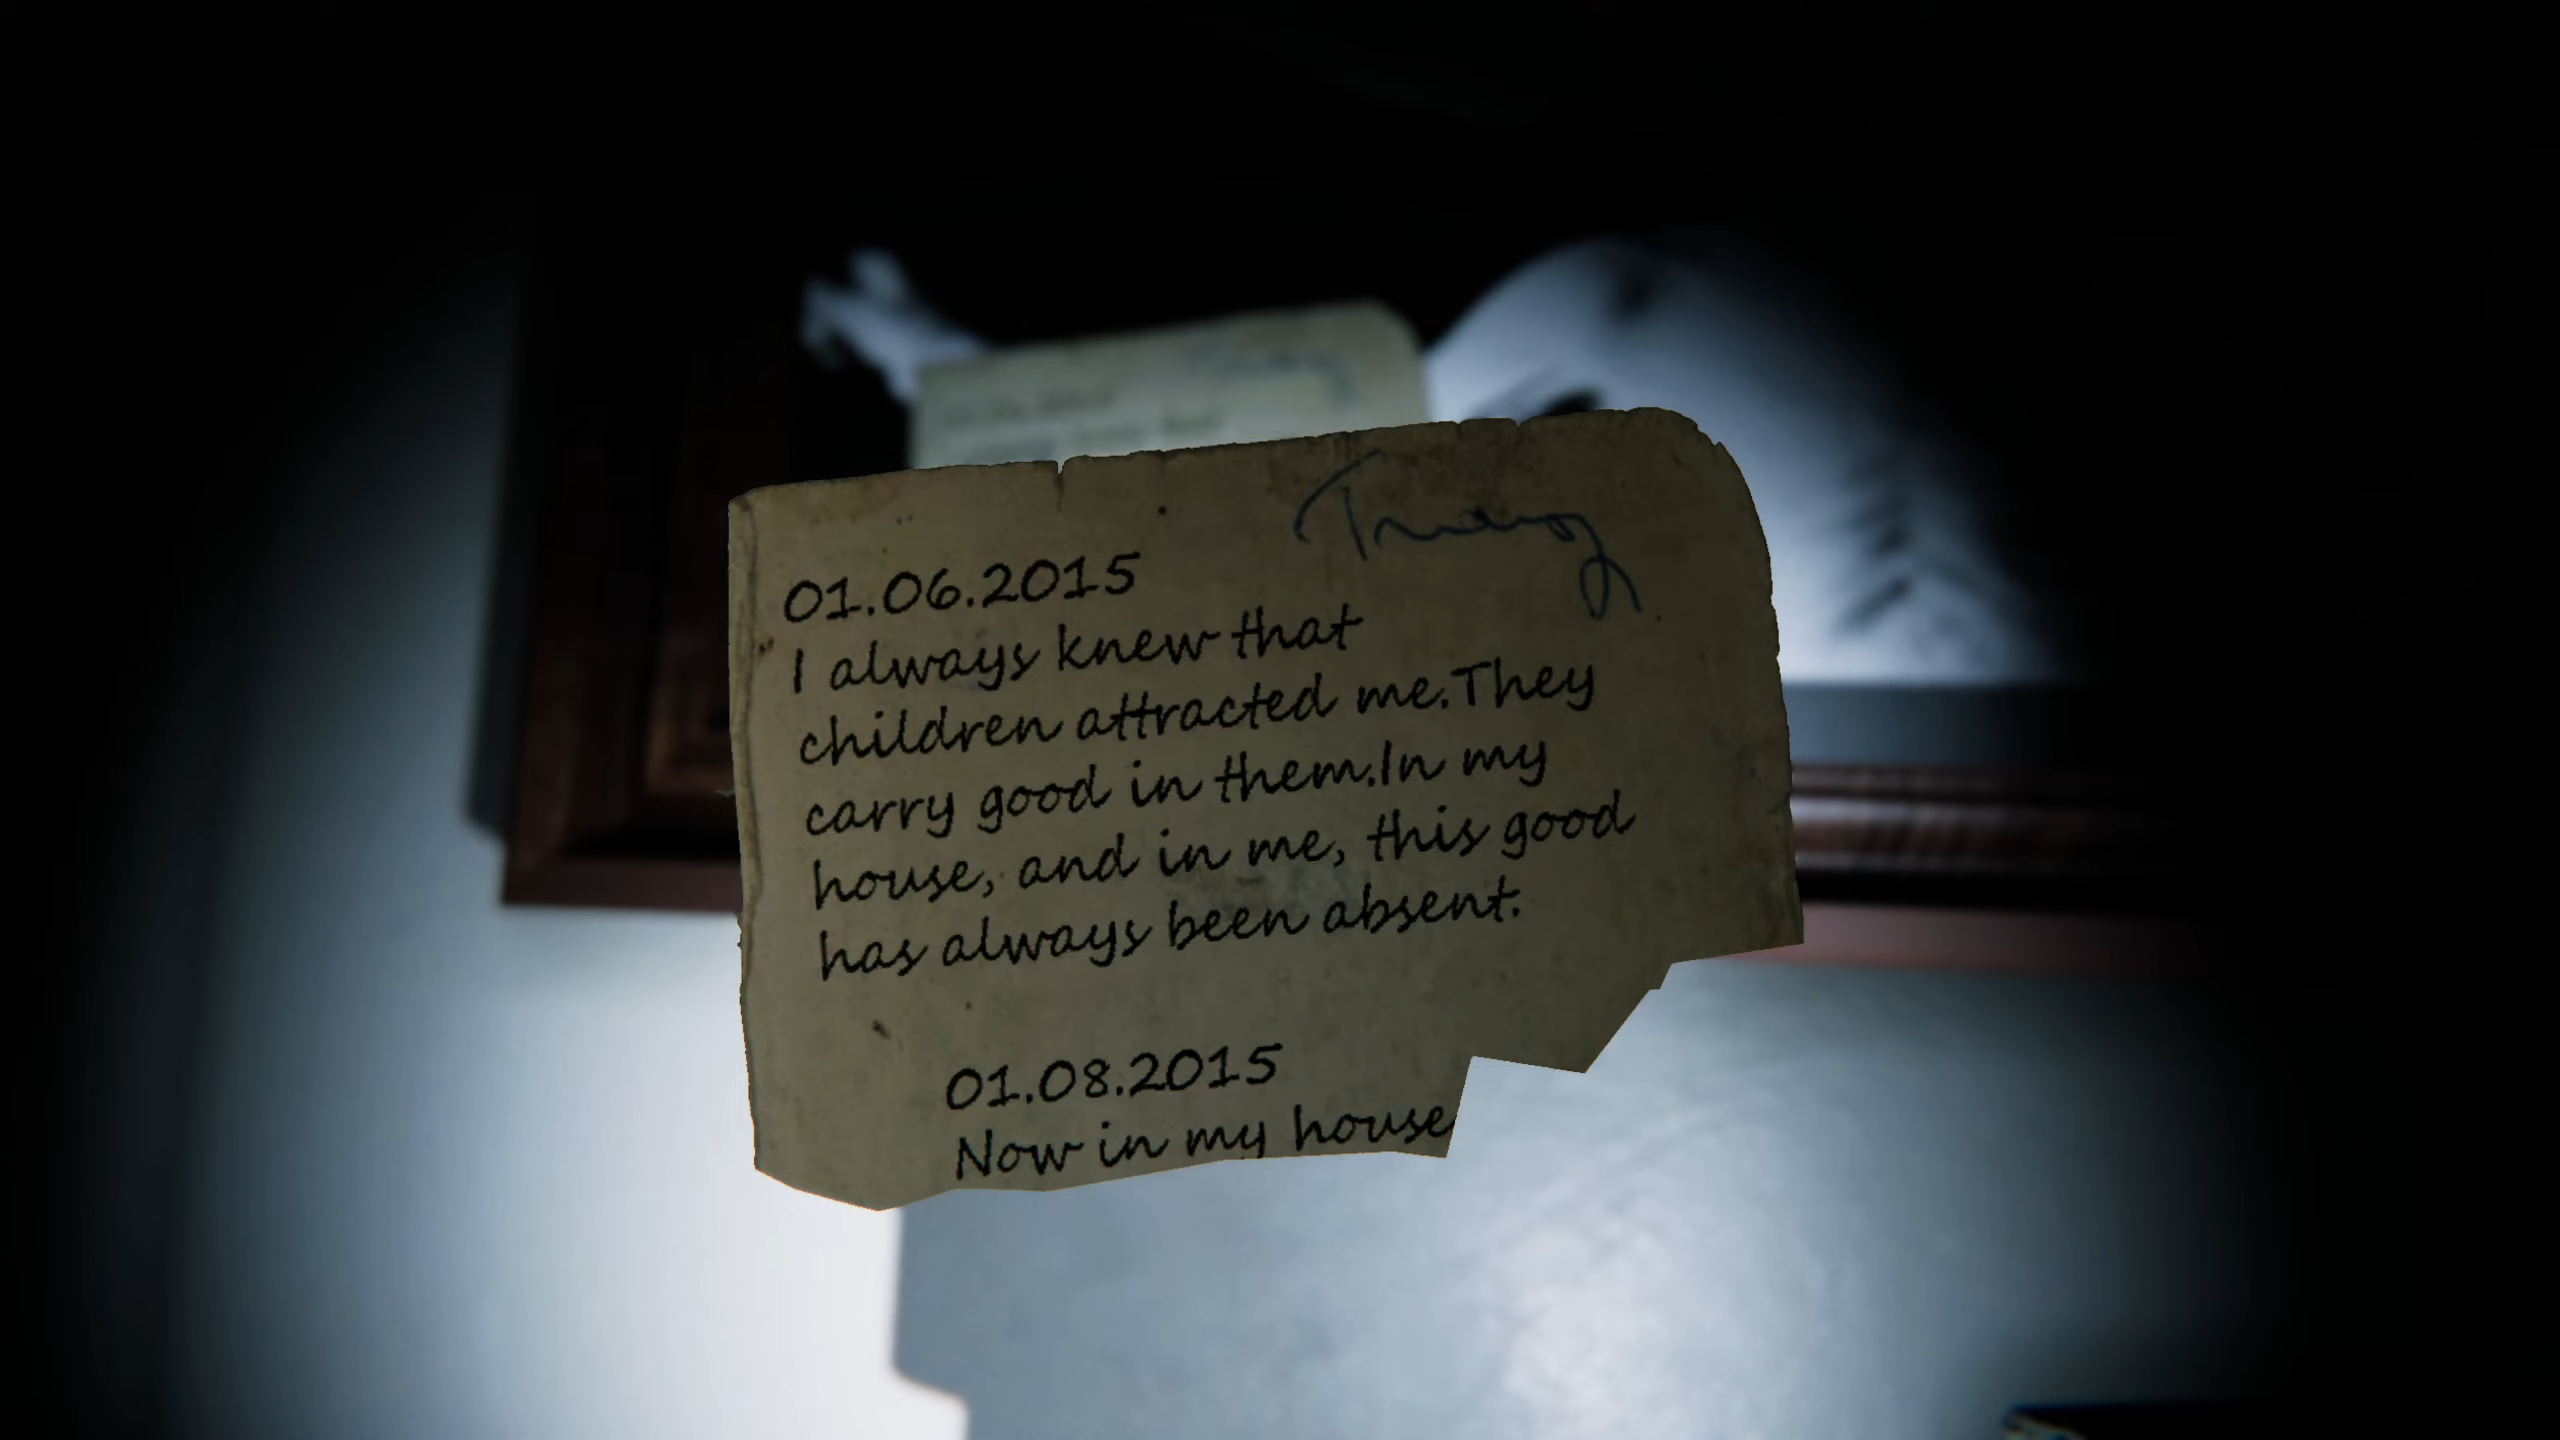 01.06.2015
I always knew that
children attracted me.They
carry good in them.In my
house, and in me, this good
has always been absent.
01.08.2015
Now in my house